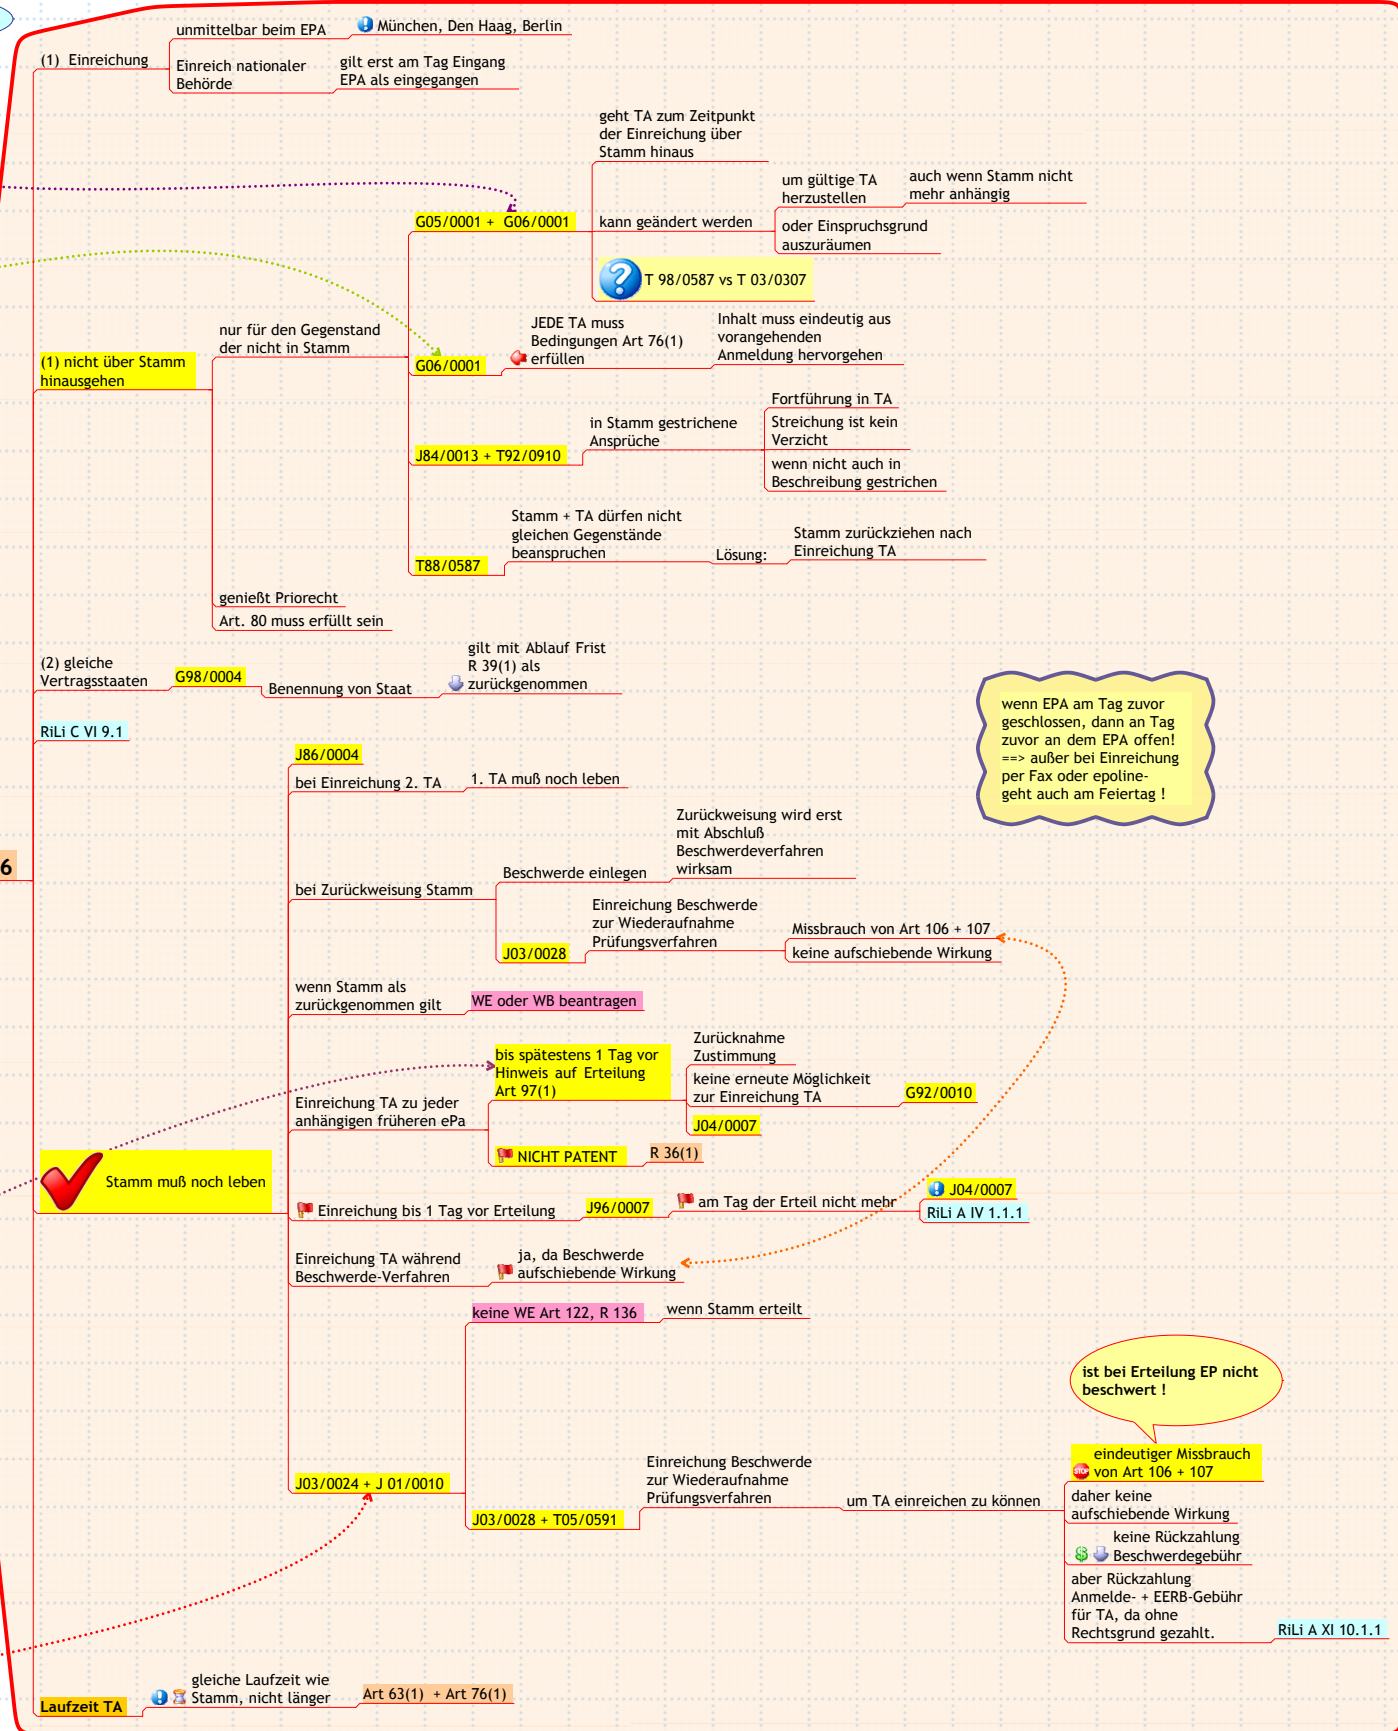 (1) Einreichung
unmittelbar beim EPA
München, Den Haag, Berlin
Einreich nationaler
Behörde
gilt erst am Tag Eingang
EPA als eingegangen
(1) nicht über Stamm
hinausgehen
nur für den Gegenstand
der nicht in Stamm
G05/0001 + G06/0001
geht TA zum Zeitpunkt
der Einreichung über
Stamm hinaus
kann geändert werden
um gültige TA
herzustellen
auch wenn Stamm nicht
mehr anhängig
oder Einspruchsgrund
auszuräumen
T 98/0587 vs T 03/0307
G06/0001
JEDE TA muss
Bedingungen Art 76(1)
erfüllen
Inhalt muss eindeutig aus
vorangehenden
Anmeldung hervorgehen
J84/0013 + T92/0910
in Stamm gestrichene
Ansprüche
Fortführung in TA
Streichung ist kein
Verzicht
wenn nicht auch in
Beschreibung gestrichen
T88/0587
Stamm + TA dürfen nicht
gleichen Gegenstände
beanspruchen
Lösung:
Stamm zurückziehen nach
Einreichung TA
genießt Priorecht
Art. 80 muss erfüllt sein
(2) gleiche
Vertragsstaaten
G98/0004
Benennung von Staat
gilt mit Ablauf Frist
R 39(1) als
zurückgenommen
RiLi C VI 9.1
wenn EPA am Tag zuvor
geschlossen, dann an Tag
zuvor an dem EPA offen!
==> außer bei Einreichung
per Fax oder epoline-
geht auch am Feiertag !
6
Stamm muß noch leben
J86/0004
bei Einreichung 2. TA
1. TA muß noch leben
bei Zurückweisung Stamm
Beschwerde einlegen
Zurückweisung wird erst
mit Abschluß
Beschwerdeverfahren
wirksam
J03/0028
Einreichung Beschwerde
zur Wiederaufnahme
Prüfungsverfahren
Missbrauch von Art 106 + 107
keine aufschiebende Wirkung
wenn Stamm als
zurückgenommen gilt
WE oder WB beantragen
Einreichung TA zu jeder
anhängigen früheren ePa
bis spätestens 1 Tag vor
Hinweis auf Erteilung
Art 97(1)
Zurücknahme
Zustimmung
keine erneute Möglichkeit
zur Einreichung TA
G92/0010
J04/0007
NICHT PATENT
R 36(1)
Einreichung bis 1 Tag vor Erteilung
J96/0007
am Tag der Erteil nicht mehr
J04/0007
RiLi A IV 1.1.1
Einreichung TA während
Beschwerde-Verfahren
ja, da Beschwerde
aufschiebende Wirkung
J03/0024 + J 01/0010
keine WE Art 122, R 136
wenn Stamm erteilt
J03/0028 + T05/0591
Einreichung Beschwerde
zur Wiederaufnahme
Prüfungsverfahren
um TA einreichen zu können
ist bei Erteilung EP nicht
beschwert !
STOP
eindeutiger Missbrauch
von Art 106 + 107
daher keine
aufschiebende Wirkung
keine Rückzahlung
Beschwerdegebühr
aber Rückzahlung
Anmelde- + EERB-Gebühr
für TA, da ohne
Rechtsgrund gezahlt.
RiLi A XI 10.1.1
Laufzeit TA
gleiche Laufzeit wie
Stamm, nicht länger
Art 63(1) + Art 76(1)